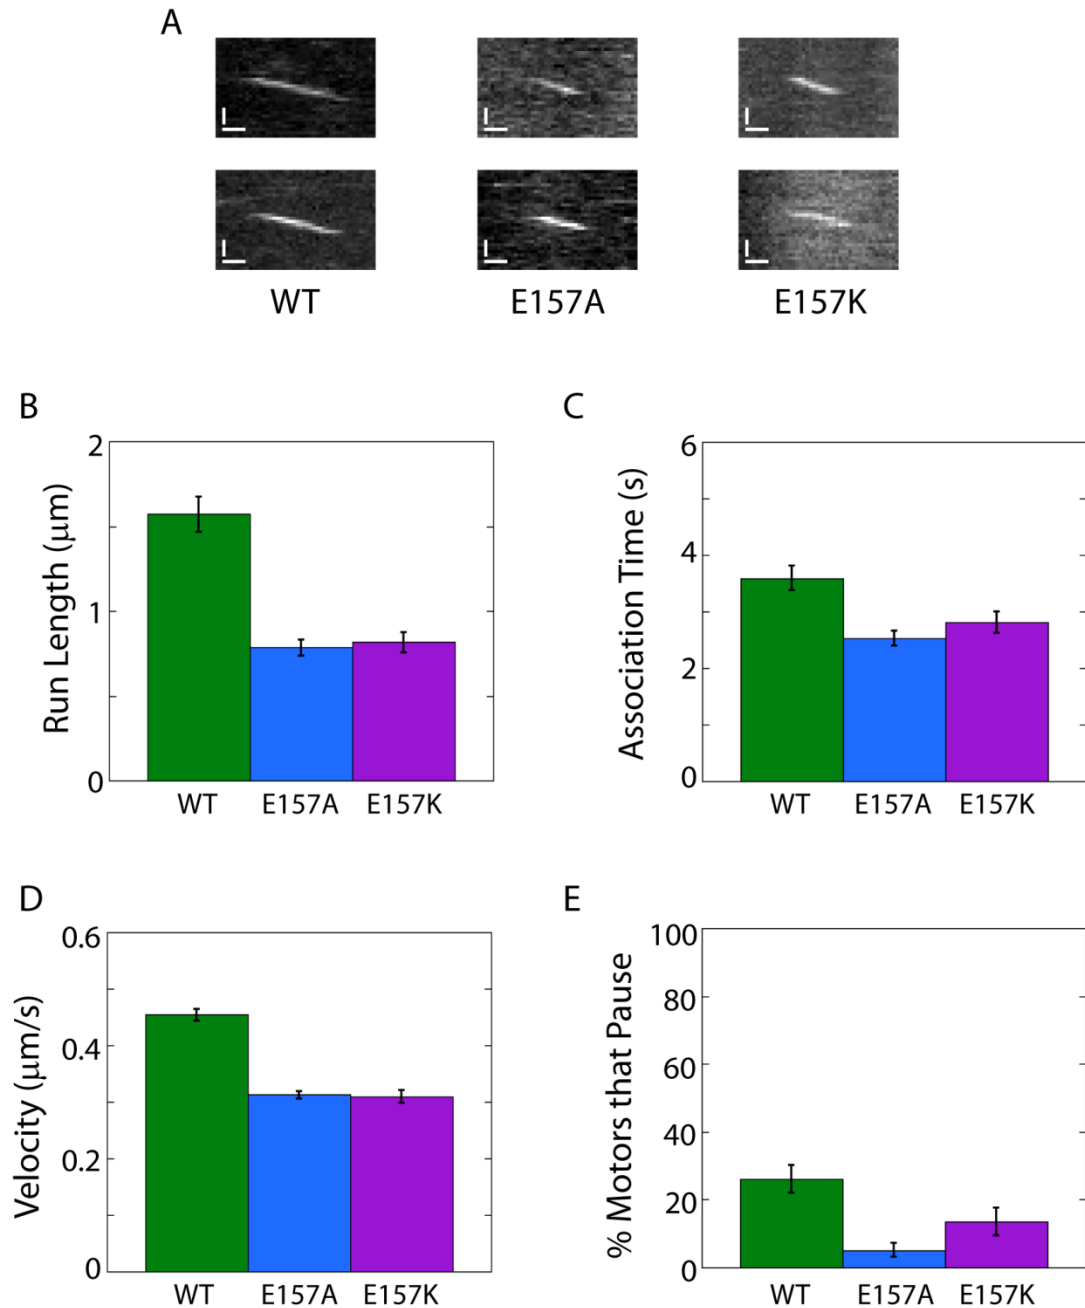 A
WT E157A E157K
B
Run Length (μm)
2
1
0
WT E157A E157K
C
Association Time (s)
6
4
2
0
WT E157A E157K
D
Velocity (μm/s)
0.6
0.4
0.2
0
WT E157A E157K
E
% Motors that Pause
100
80
60
40
20
0
WT E157A E157K